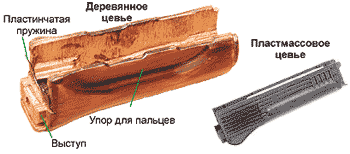 Деревянное
цевье
Пластинчатая
пружина
Пластмассовое
цевье
Упор для пальцев
Выступ